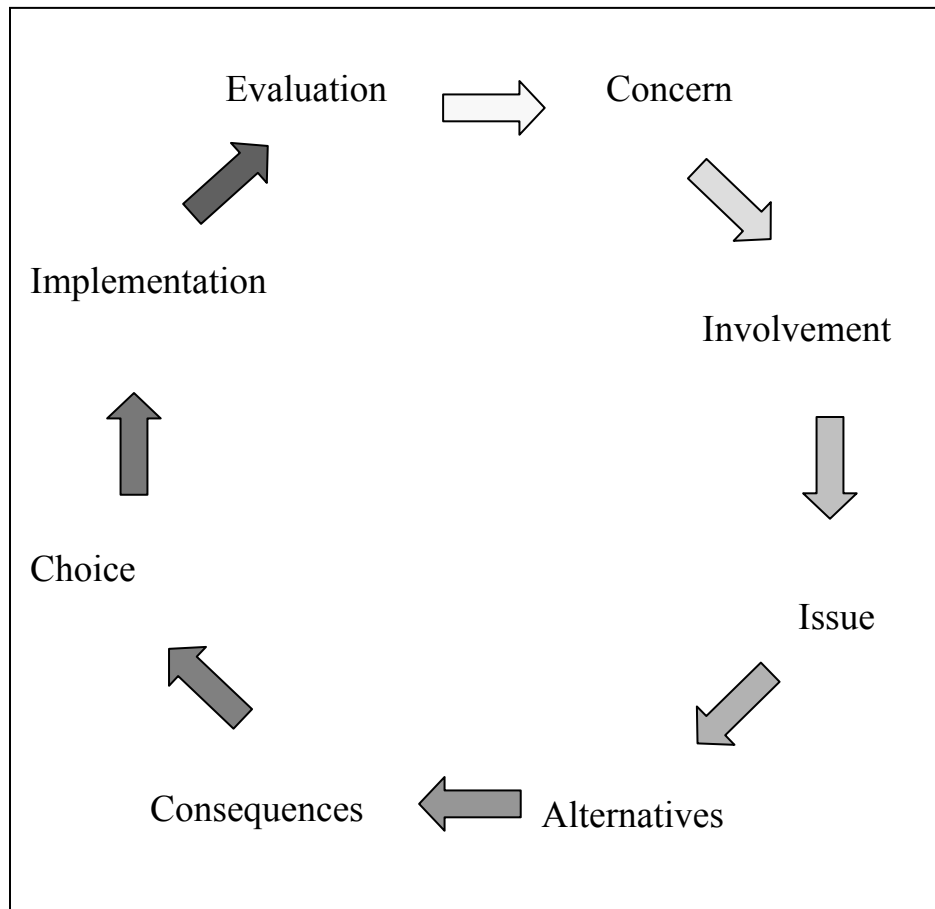 Evaluation
Concern
Implementation
Involvement
Choice
Issue
Consequences
Alternatives